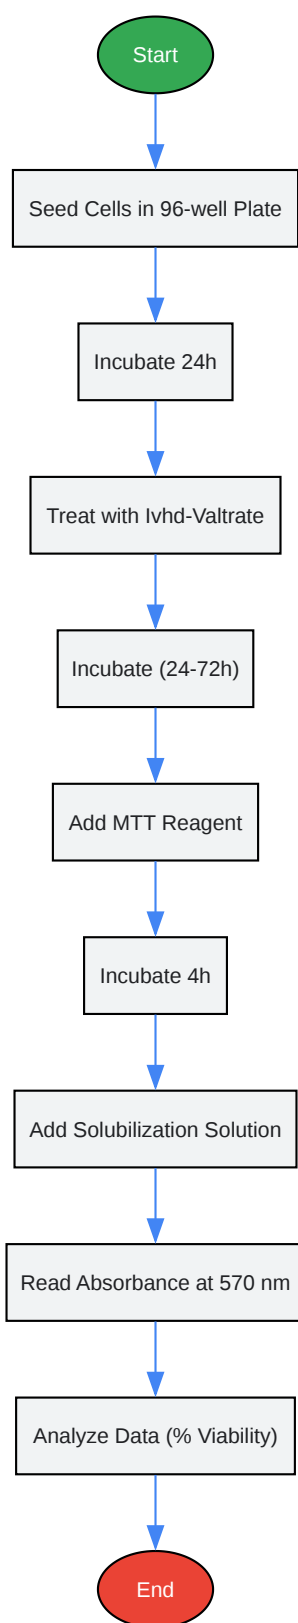 Start
Seed Cells in 96-well Plate
Incubate 24h
Treat with Ivhd-Valtrate
Incubate (24-72h)
Add MTT Reagent
Incubate 4h
Add Solubilization Solution
Read Absorbance at 570 nm
Analyze Data (% Viability)
End